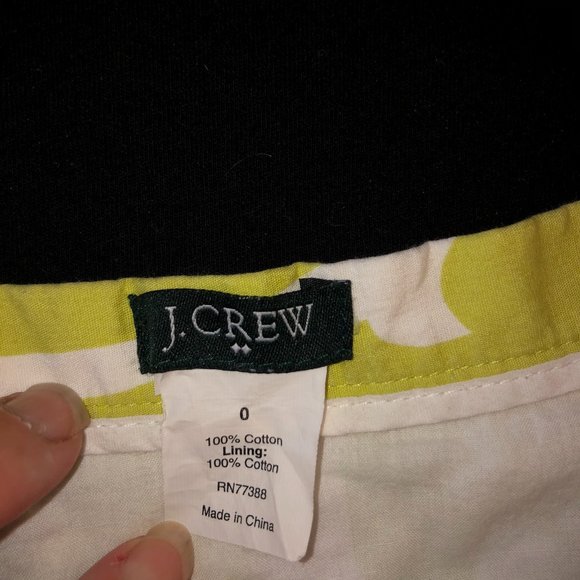 J.CREW
0
100% Cotton
Lining:
100% Cotton
RN77388
Made in China